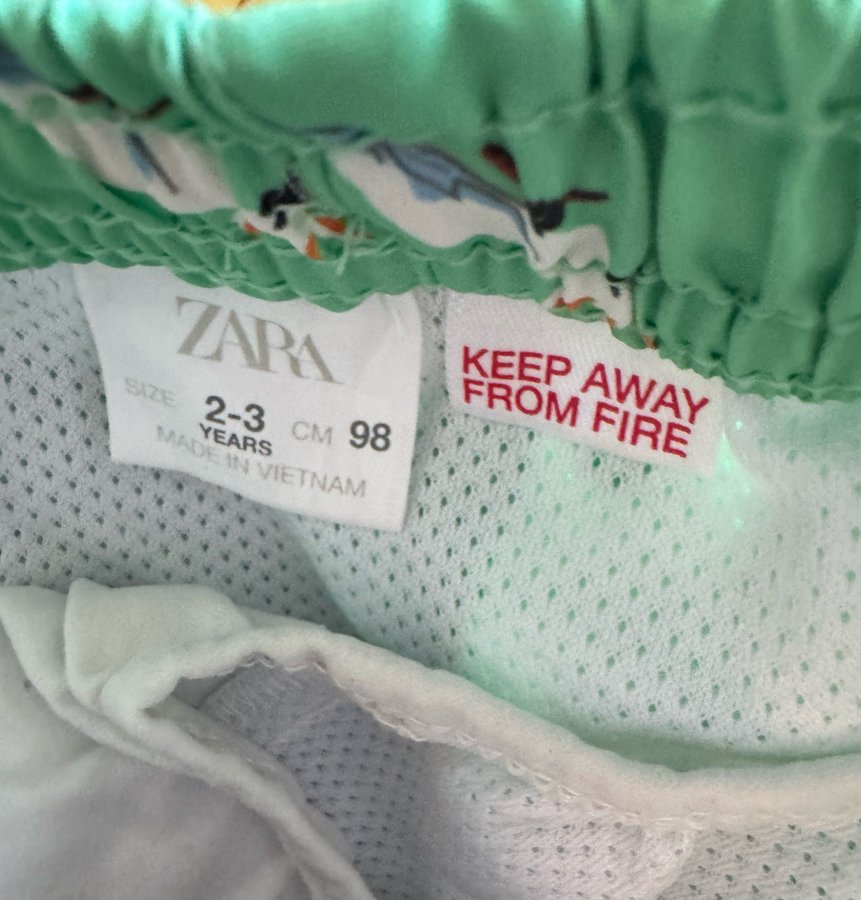 ZARA
SIZE 2-3 CM 98
YEARS
MADE IN VIETNAM
KEEP AWAY
FROM FIRE